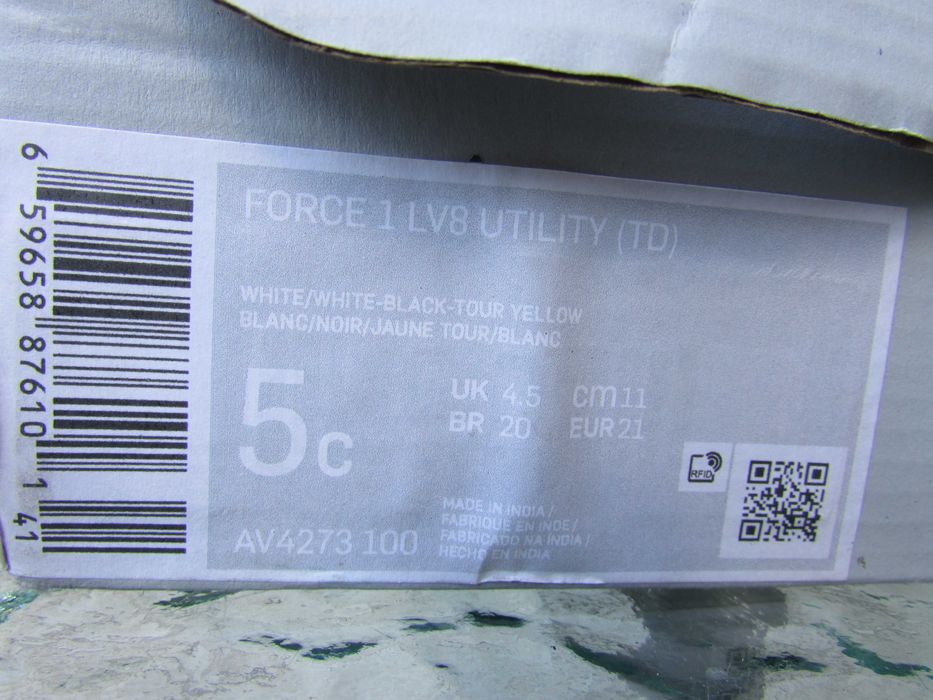 6 59658 87610 1 41
FORCE 1 LV8 UTILITY (TD)
WHITE/WHITE-BLACK-TOUR YELLOW
BLANC/NOIR/JAUNE TOUR/BLANC
5C
UK 4.5 cm 11
BR 20 EUR 21
RFID
MADE IN INDIA /
FABRIQUE EN INDE /
FABRICADO NA INDIA /
HECHO EN INDIA
AV4273 100